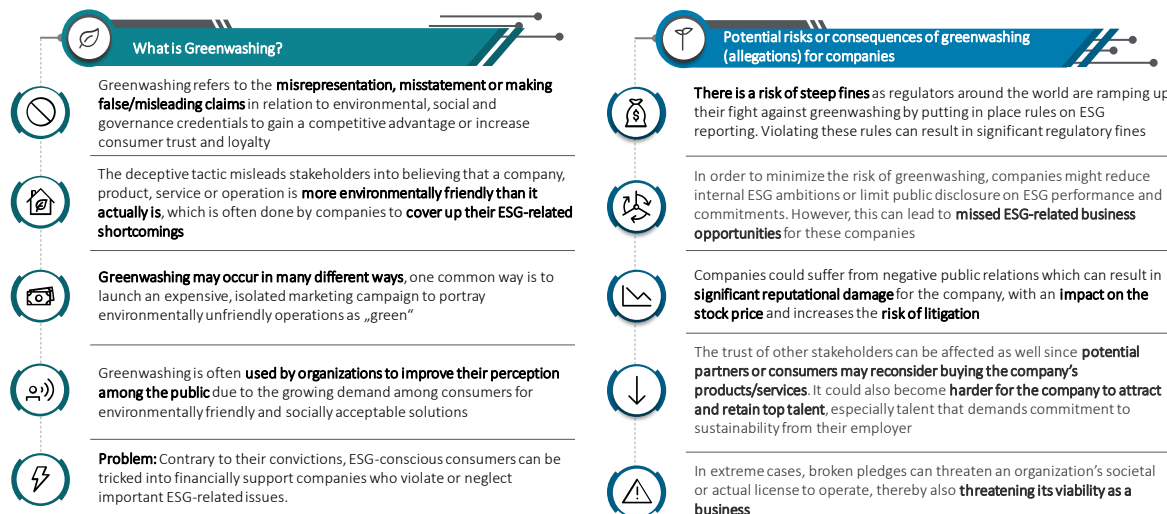 What is Greenwashing?
Greenwashing refers to the misrepresentation, misstatement or making
false/misleading claims in relation to environmental, social and
governance credentials to gain a competitive advantage or increase
consumer trust and loyalty
The deceptive tactic misleads stakeholders into believing that a company,
product, service or operation is more environmentally friendly than it
actually is, which is often done by companies to cover up their ESG-related
shortcomings
Greenwashing may occur in many different ways, one common way is to
launch an expensive, isolated marketing campaign to portray
environmentally unfriendly operations as „green“
Greenwashing is often used by organizations to improve their perception
among the public due to the growing demand among consumers for
environmentally friendly and socially acceptable solutions
Problem: Contrary to their convictions, ESG-conscious consumers can be
tricked into financially support companies who violate or neglect
important ESG-related issues.
Potential risks or consequences of greenwashing
(allegations) for companies
There is a risk of steep fines as regulators around the world are ramping up
their fight against greenwashing by putting in place rules on ESG
reporting. Violating these rules can result in significant regulatory fines
In order to minimize the risk of greenwashing, companies might reduce
internal ESG ambitions or limit public disclosure on ESG performance and
commitments. However, this can lead to missed ESG-related business
opportunities for these companies
Companies could suffer from negative public relations which can result in
significant reputational damage for the company, with an impact on the
stock price and increases the risk of litigation
The trust of other stakeholders can be affected as well since potential
partners or consumers may reconsider buying the company's
products/services. It could also become harder for the company to attract
and retain top talent, especially talent that demands commitment to
sustainability from their employer
In extreme cases, broken pledges can threaten an organization's societal
or actual license to operate, thereby also threatening its viability as a
business